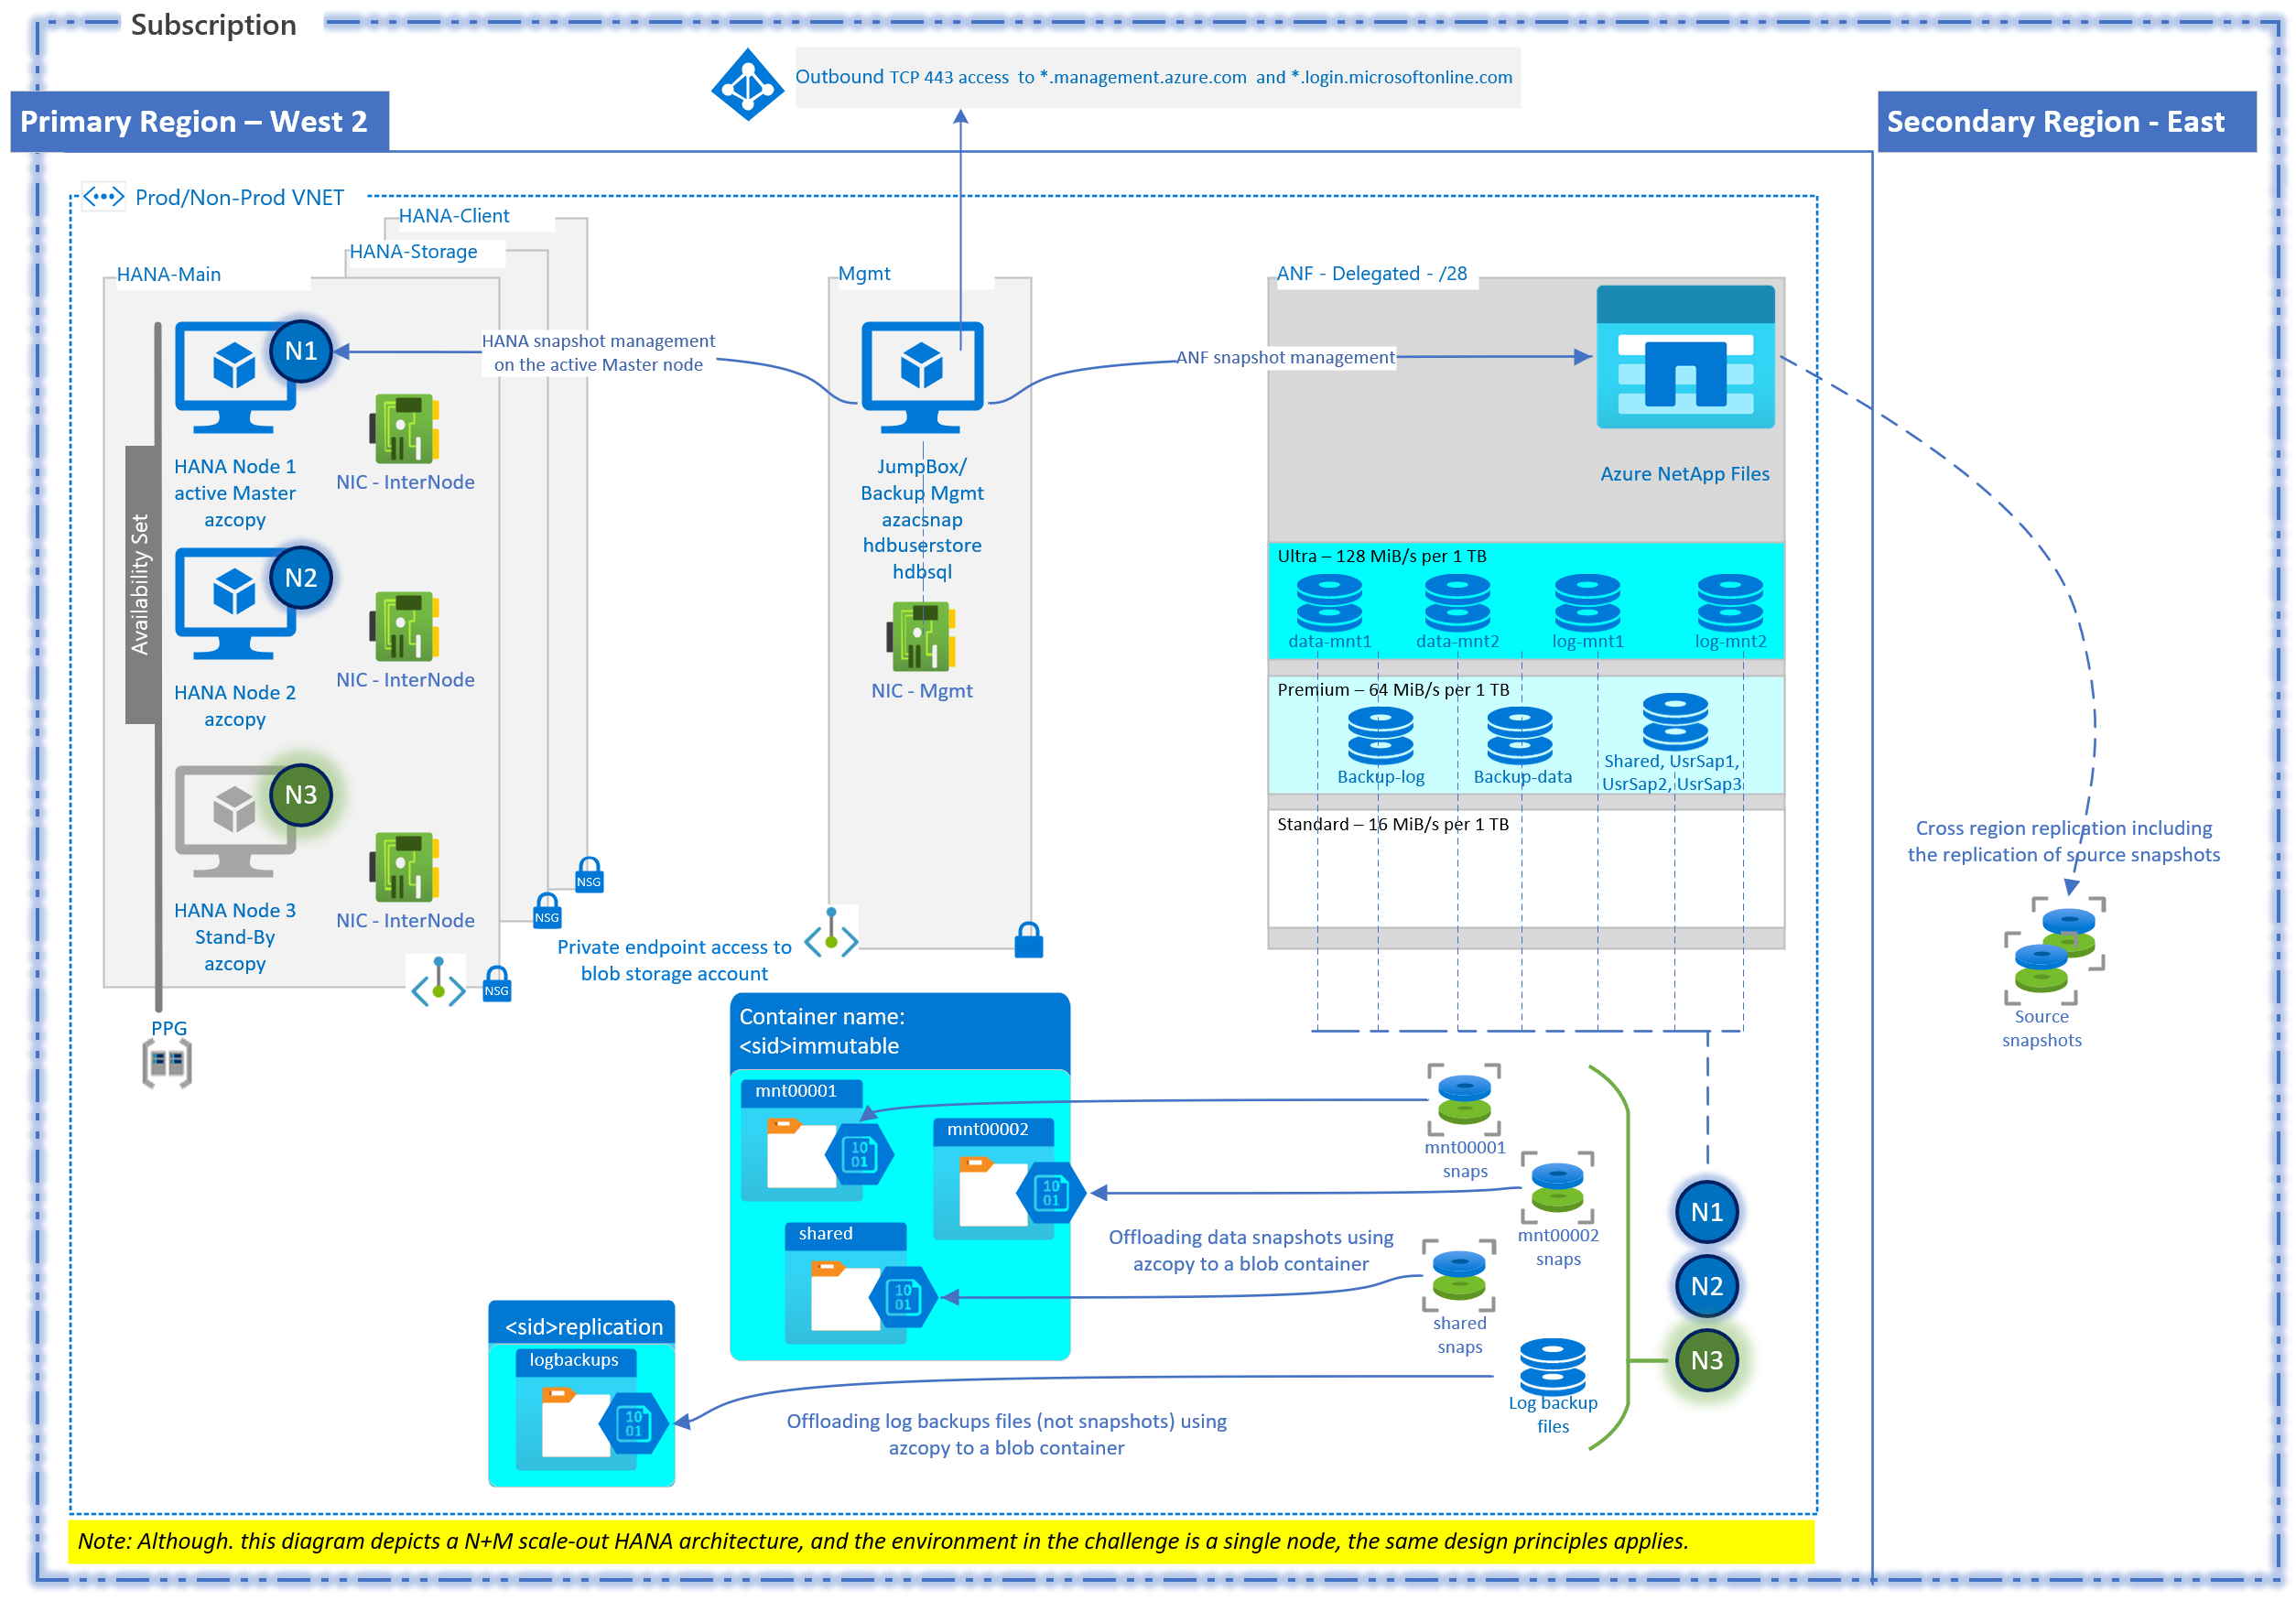 Subscription
Outbound TCP 443 access to *.management.azure.com and *.login.microsoftonline.com
Primary Region – West 2
Secondary Region - East
Prod/Non-Prod VNET
HANA-Client
HANA-Storage
HANA-Main
Mgmt
ANF - Delegated - /28
N1
HANA snapshot management
on the active Master node
ANF snapshot management
HANA Node 1
active Master
azcopy
NIC - InterNode
JumpBox/
Backup Mgmt
azacsnap
hdbuserstore
hdbsql
NIC - Mgmt
Azure NetApp Files
Availability Set
N2
HANA Node 2
azcopy
NIC - InterNode
N3
HANA Node 3
Stand-By
azcopy
NIC - InterNode
NSG
NSG
NSG
PPG
Ultra – 128 MiB/s per 1 TB
data-mnt1
data-mnt2
log-mnt1
log-mnt2
Premium – 64 MiB/s per 1 TB
Backup-log
Backup-data
Shared, UsrSap1,
UsrSap2, UsrSap3
Standard – 16 MiB/s per 1 TB
Cross region replication including
the replication of source snapshots
Source
snapshots
Private endpoint access to
blob storage account
Container name:
<sid>immutable
mnt00001
10
01
mnt00002
10
01
shared
10
01
mnt00001
snaps
mnt00002
snaps
Offloading data snapshots using
azcopy to a blob container
shared
snaps
N1
N2
N3
<sid>replication
logbackups
10
01
Offloading log backups files (not snapshots) using
azcopy to a blob container
Log backup
files
Note: Although. this diagram depicts a N+M scale-out HANA architecture, and the environment in the challenge is a single node, the same design principles applies.